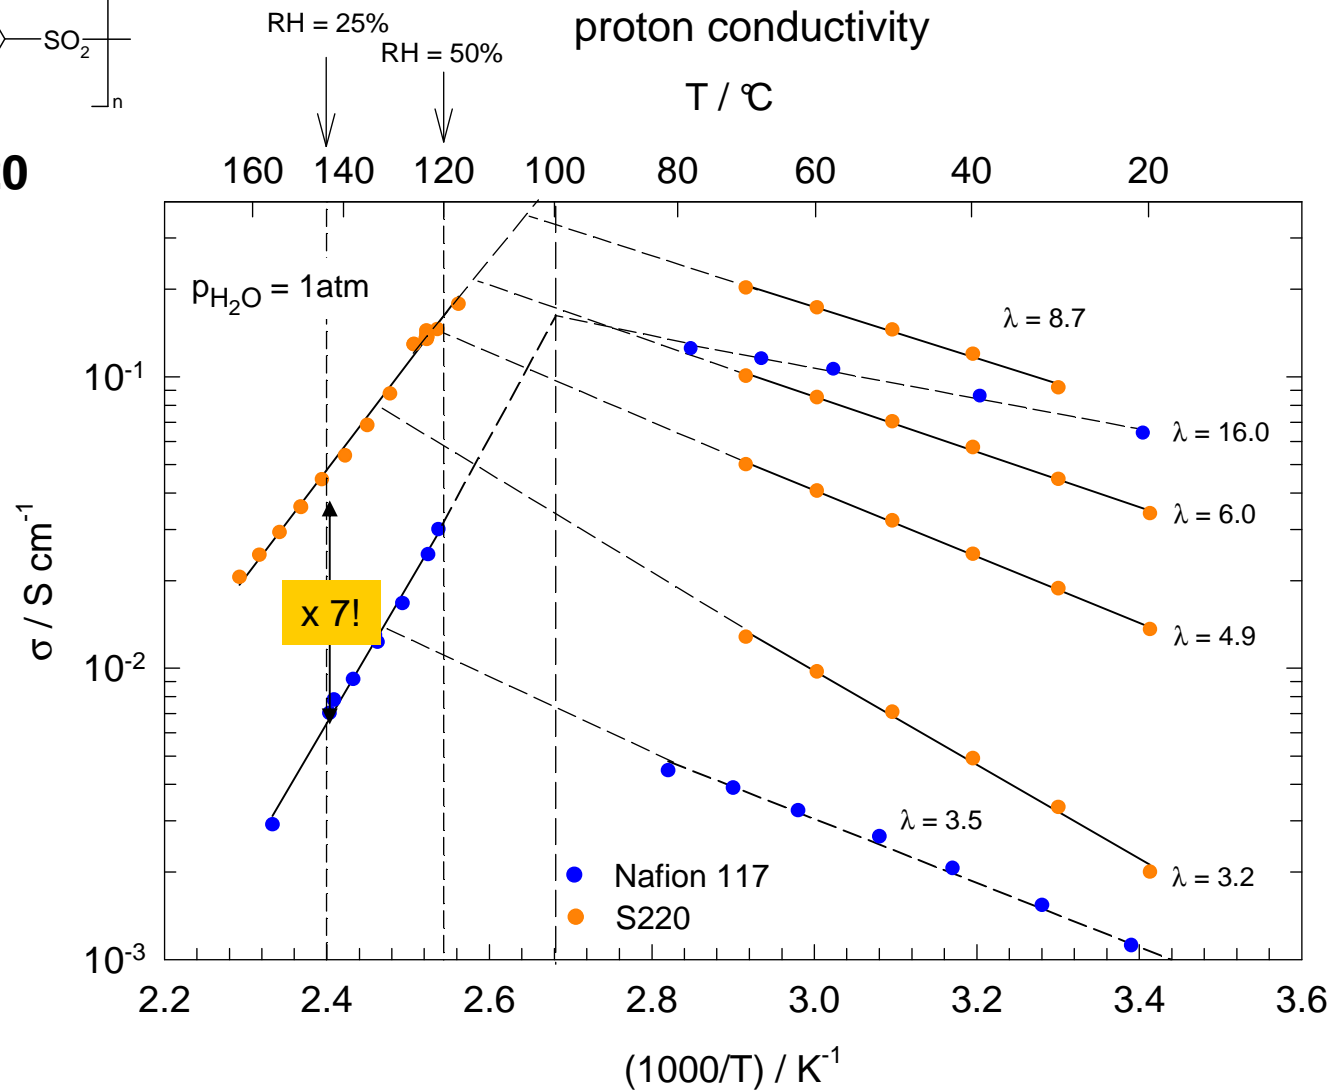 proton conductivity
RH = 25%
RH = 50%
SO2
n
T / °C
160 140 120 100 80 60 40 20
pH2O = 1atm
λ = 8.7
10-1
λ = 16.0
λ = 6.0
σ / S cm-1
x 7!
λ = 4.9
10-2
λ = 3.5
Nafion 117
λ = 3.2
S220
10-3
2.2 2.4 2.6 2.8 3.0 3.2 3.4 3.6
(1000/T) / K-1